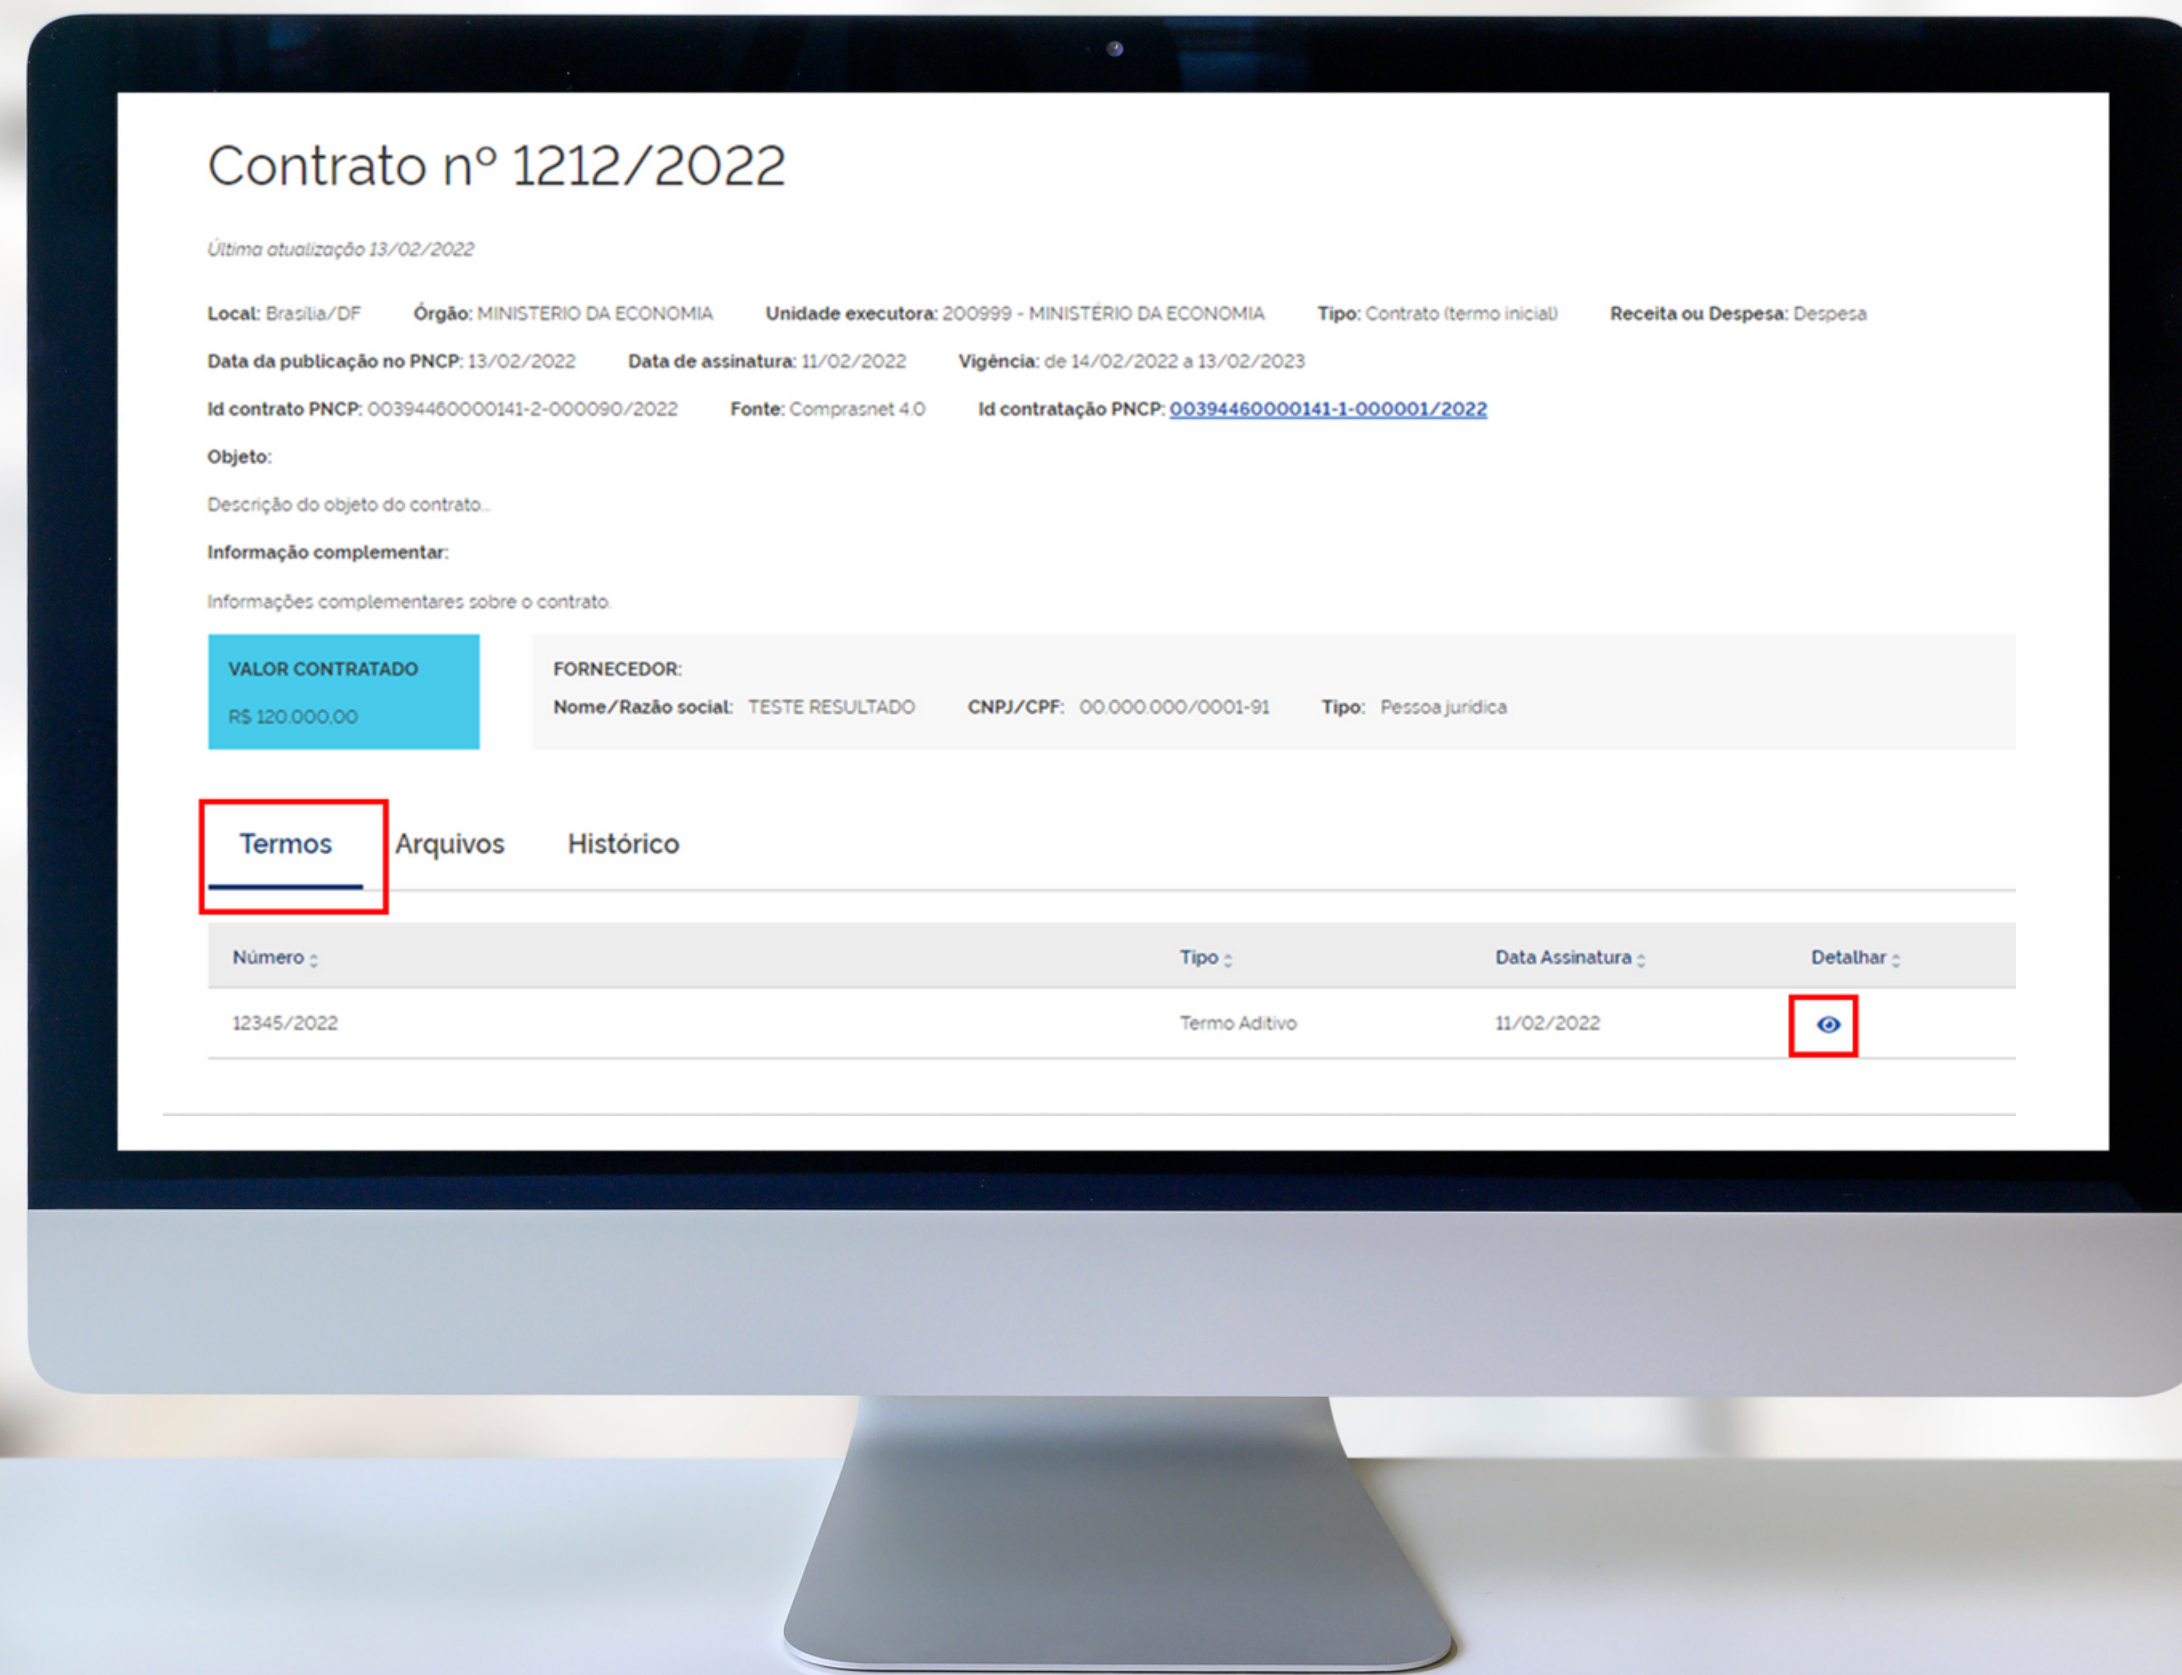 Contrato nº 1212/2022
Última atualização 13/02/2022
Local: Brasília/DF Órgão: MINISTERIO DA ECONOMIA Unidade executora: 200999 - MINISTÉRIO DA ECONOMIA Tipo: Contrato (termo inicial) Receita ou Despesa: Despesa
Data da publicação no PNCP: 13/02/2022 Data de assinatura: 11/02/2022 Vigência: de 14/02/2022 a 13/02/2023
Id contrato PNCP: 00394460000141-2-000090/2022 Fonte: Comprasnet 4.0 Id contratação PNCP: 00394460000141-1-000001/2022
Objeto:
Descrição do objeto do contrato...
Informação complementar:
Informações complementares sobre o contrato.
VALOR CONTRATADO
R$ 120.000,00
FORNECEDOR:
Nome/Razão social: TESTE RESULTADO CNPJ/CPF: 00.000.000/0001-91 Tipo: Pessoa jurídica
Termos Arquivos Histórico
Número Tipo Data Assinatura Detalhar
12345/2022 Termo Aditivo 11/02/2022